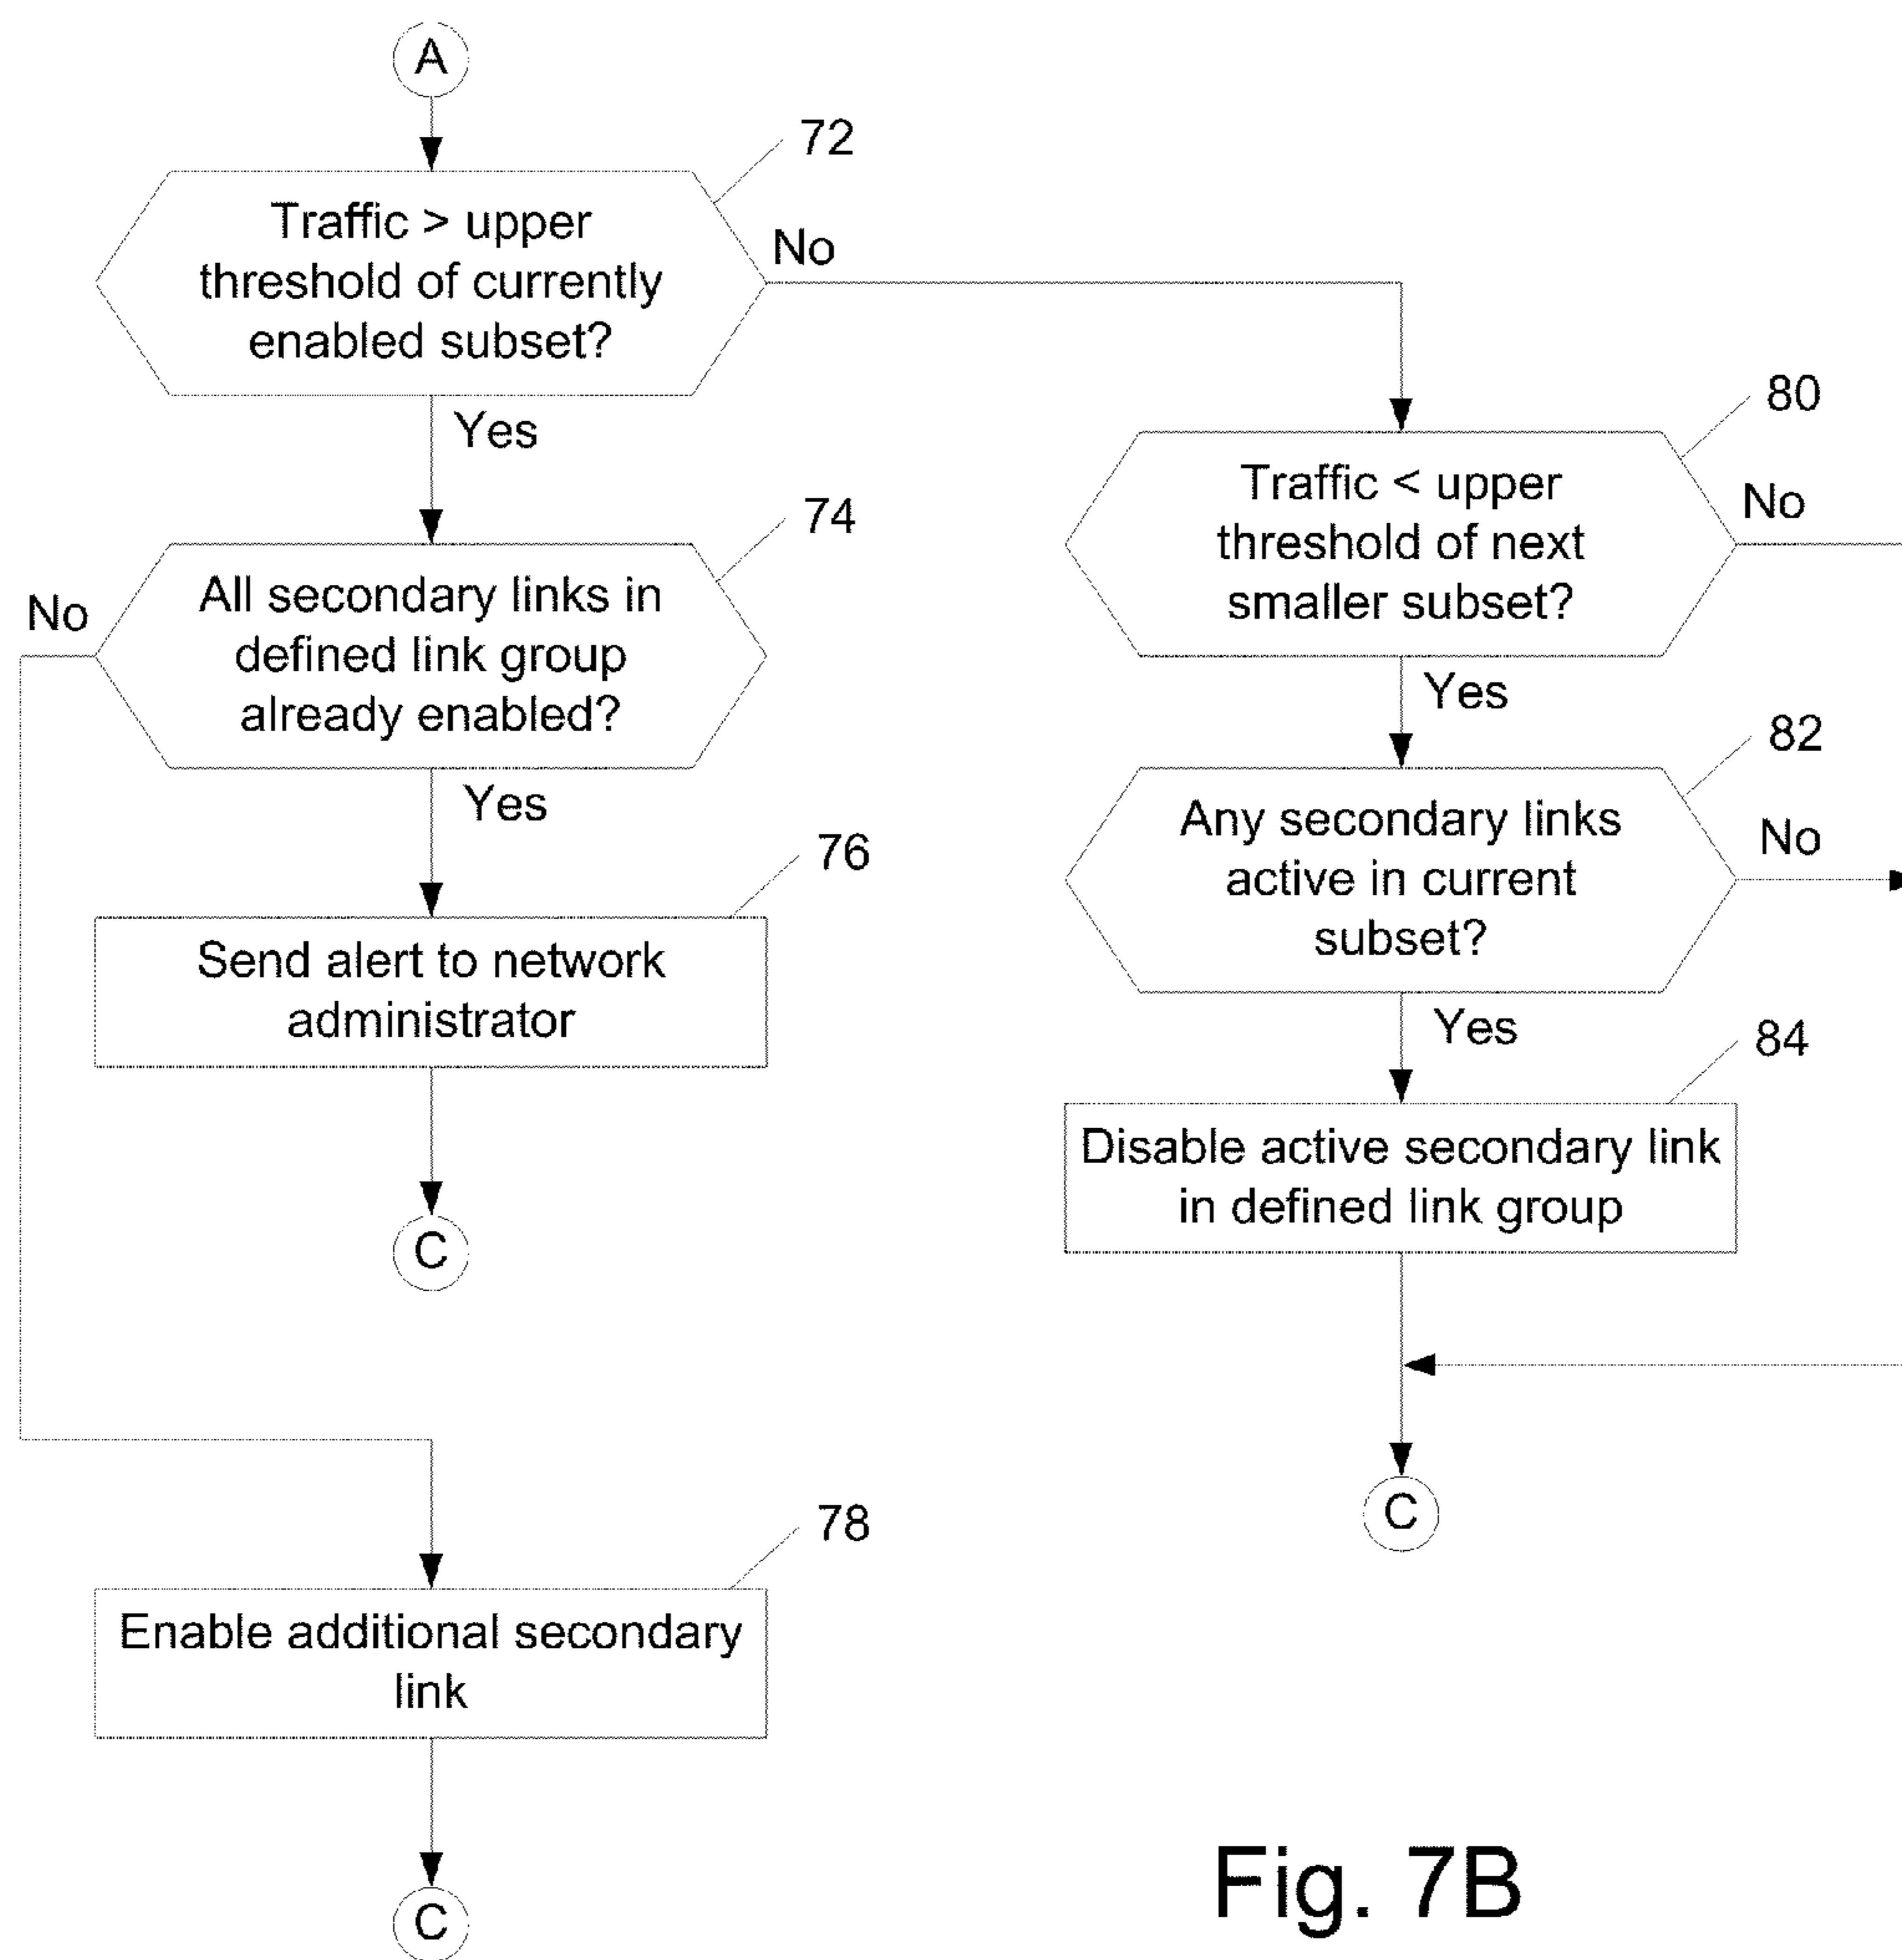 A
72
Traffic > upper
threshold of currently
enabled subset?
No
Yes
74
All secondary links in
defined link group
already enabled?
No
Yes
76
Send alert to network
administrator
C
78
Enable additional secondary
link
C
80
Traffic < upper
threshold of next
smaller subset?
No
Yes
82
Any secondary links
active in current
subset?
No
Yes
84
Disable active secondary link
in defined link group
C
Fig. 7B